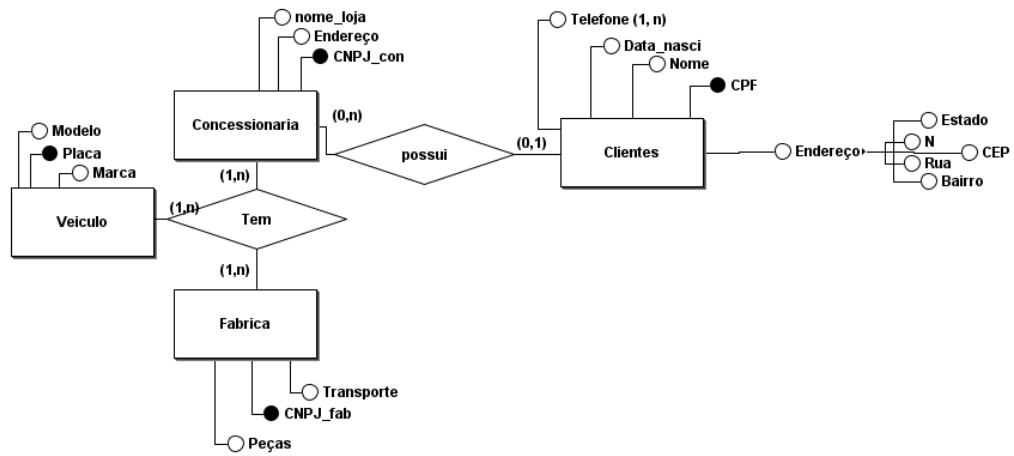 nome_loja
Endereço
CNPJ_con
Concessionaria
(0,n)
possui
(0,1)
Telefone (1, n)
Data_nasci
Nome
CPF
Clientes
Endereço
Estado
N
CEP
Rua
Bairro
Modelo
Placa
Marca
Veiculo
(1,n)
(1,n)
Tem
(1,n)
Fabrica
Transporte
CNPJ_fab
Peças